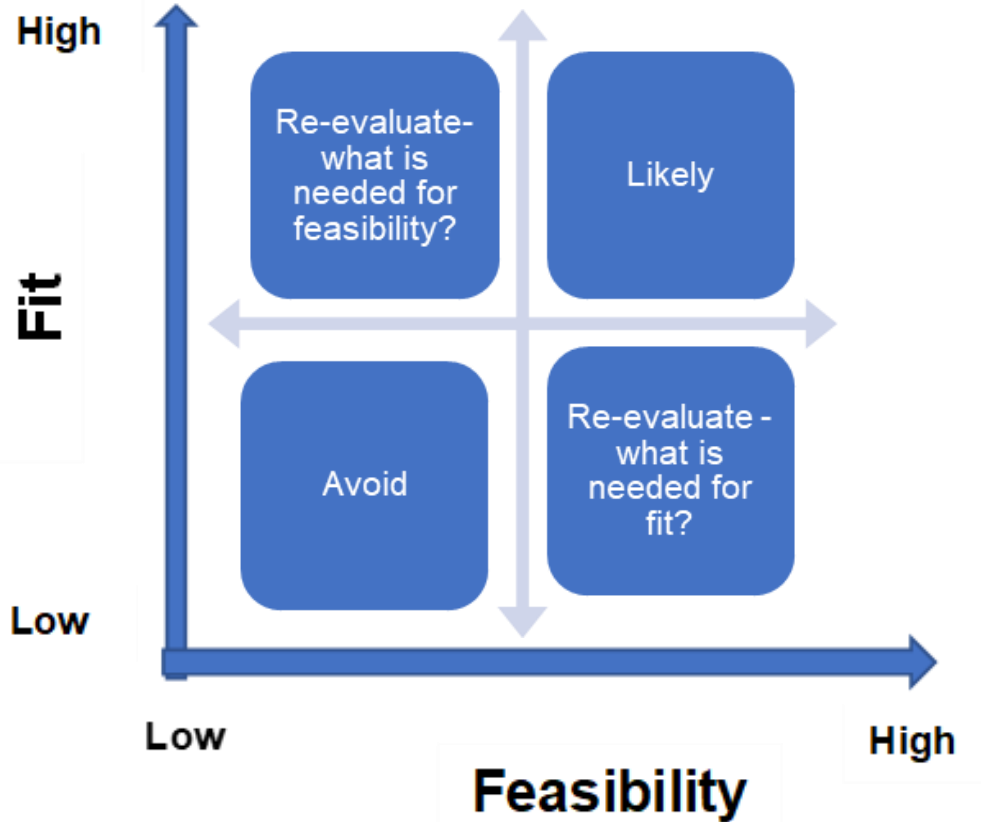 High
Re-evaluate-
what is
needed for
feasibility?
Likely
Fit
Avoid
Re-evaluate -
what is
needed for
fit?
Low
Low
High
Feasibility